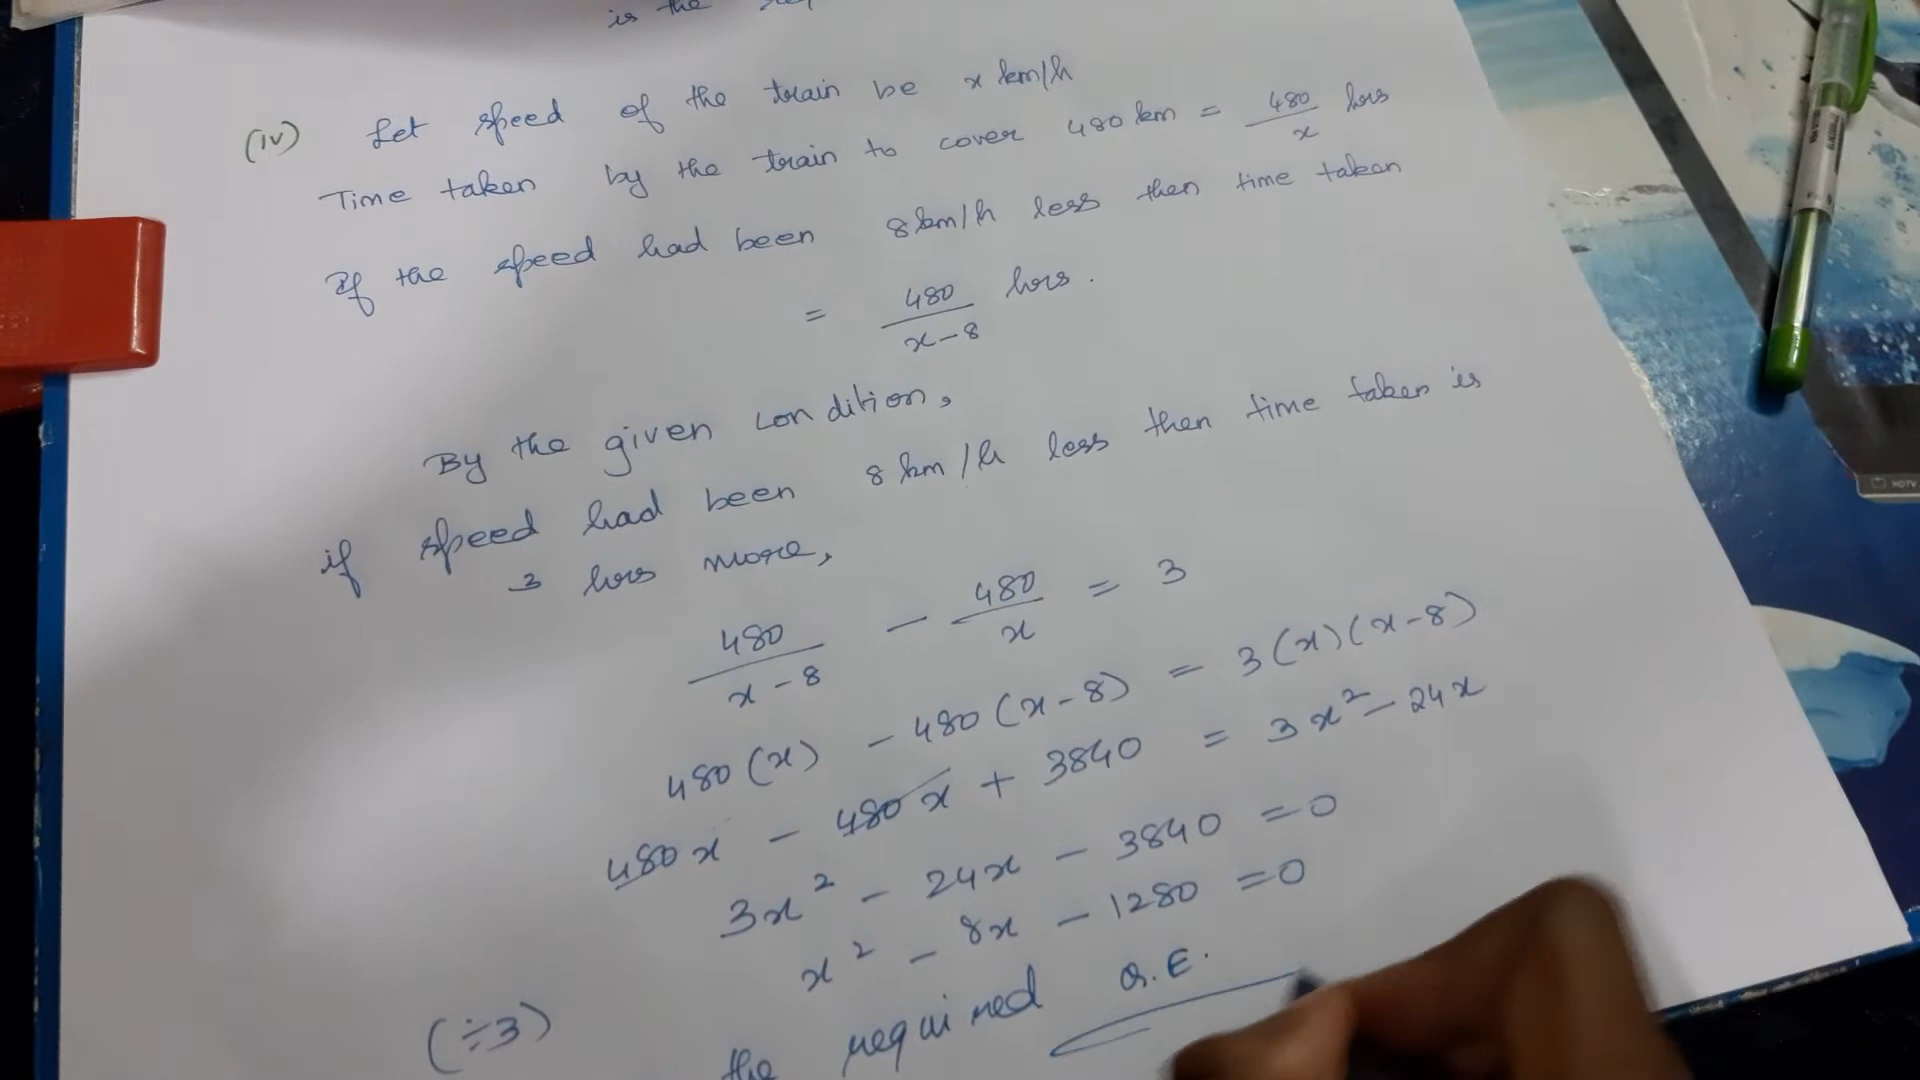 is the
(iv) Let speed of the train be x km/h
Time taken by the train to cover 480 km = 480/x hrs
If the speed had been 8 km/h less then time taken
= 480/(x-8) hrs.
By the given condition,
if speed had been 8 km/h less then time taken is
3 hrs more,
480/(x-8) - 480/x = 3
480(x) - 480(x-8) = 3(x)(x-8)
480x - 480x + 3840 = 3x² - 24x
3x² - 24x - 3840 = 0
(÷3) x² - 8x - 1280 = 0
the required Q.E.
HDTV